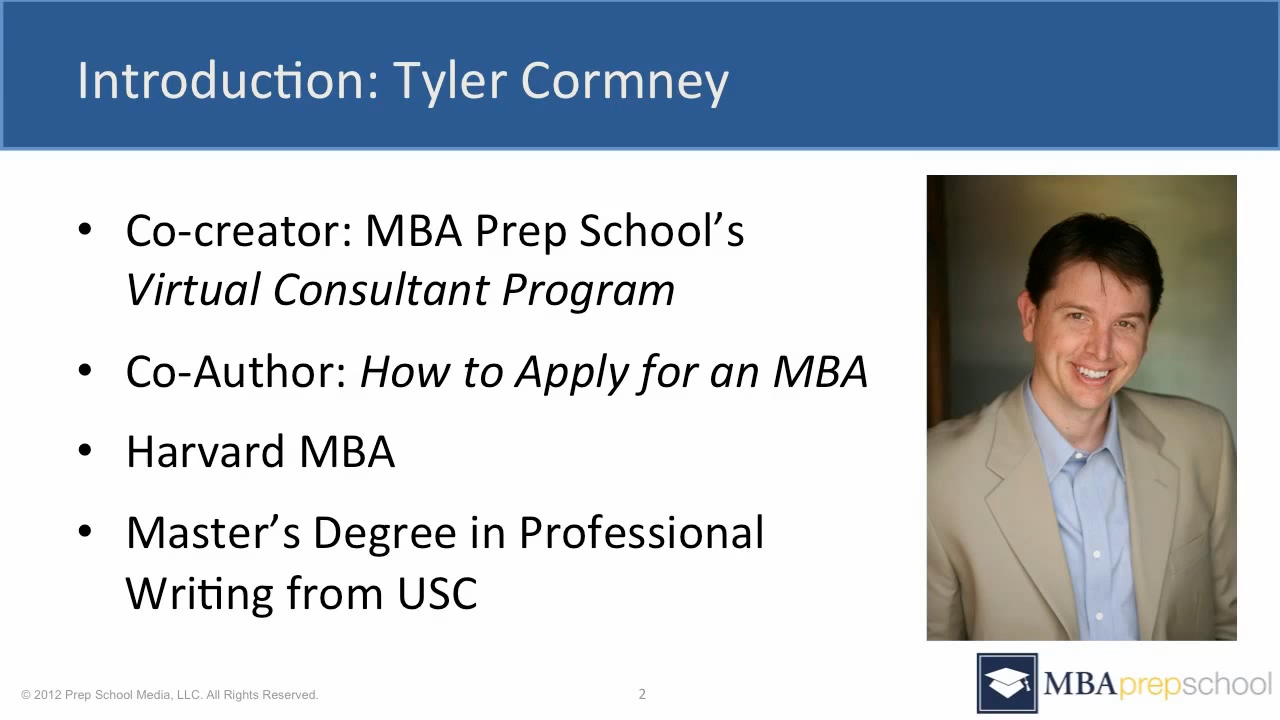 Introduction: Tyler Cormney
• Co-creator: MBA Prep School’s
Virtual Consultant Program
• Co-Author: How to Apply for an MBA
• Harvard MBA
• Master’s Degree in Professional
Writing from USC
© 2012 Prep School Media, LLC. All Rights Reserved.
2
MBAprepschool